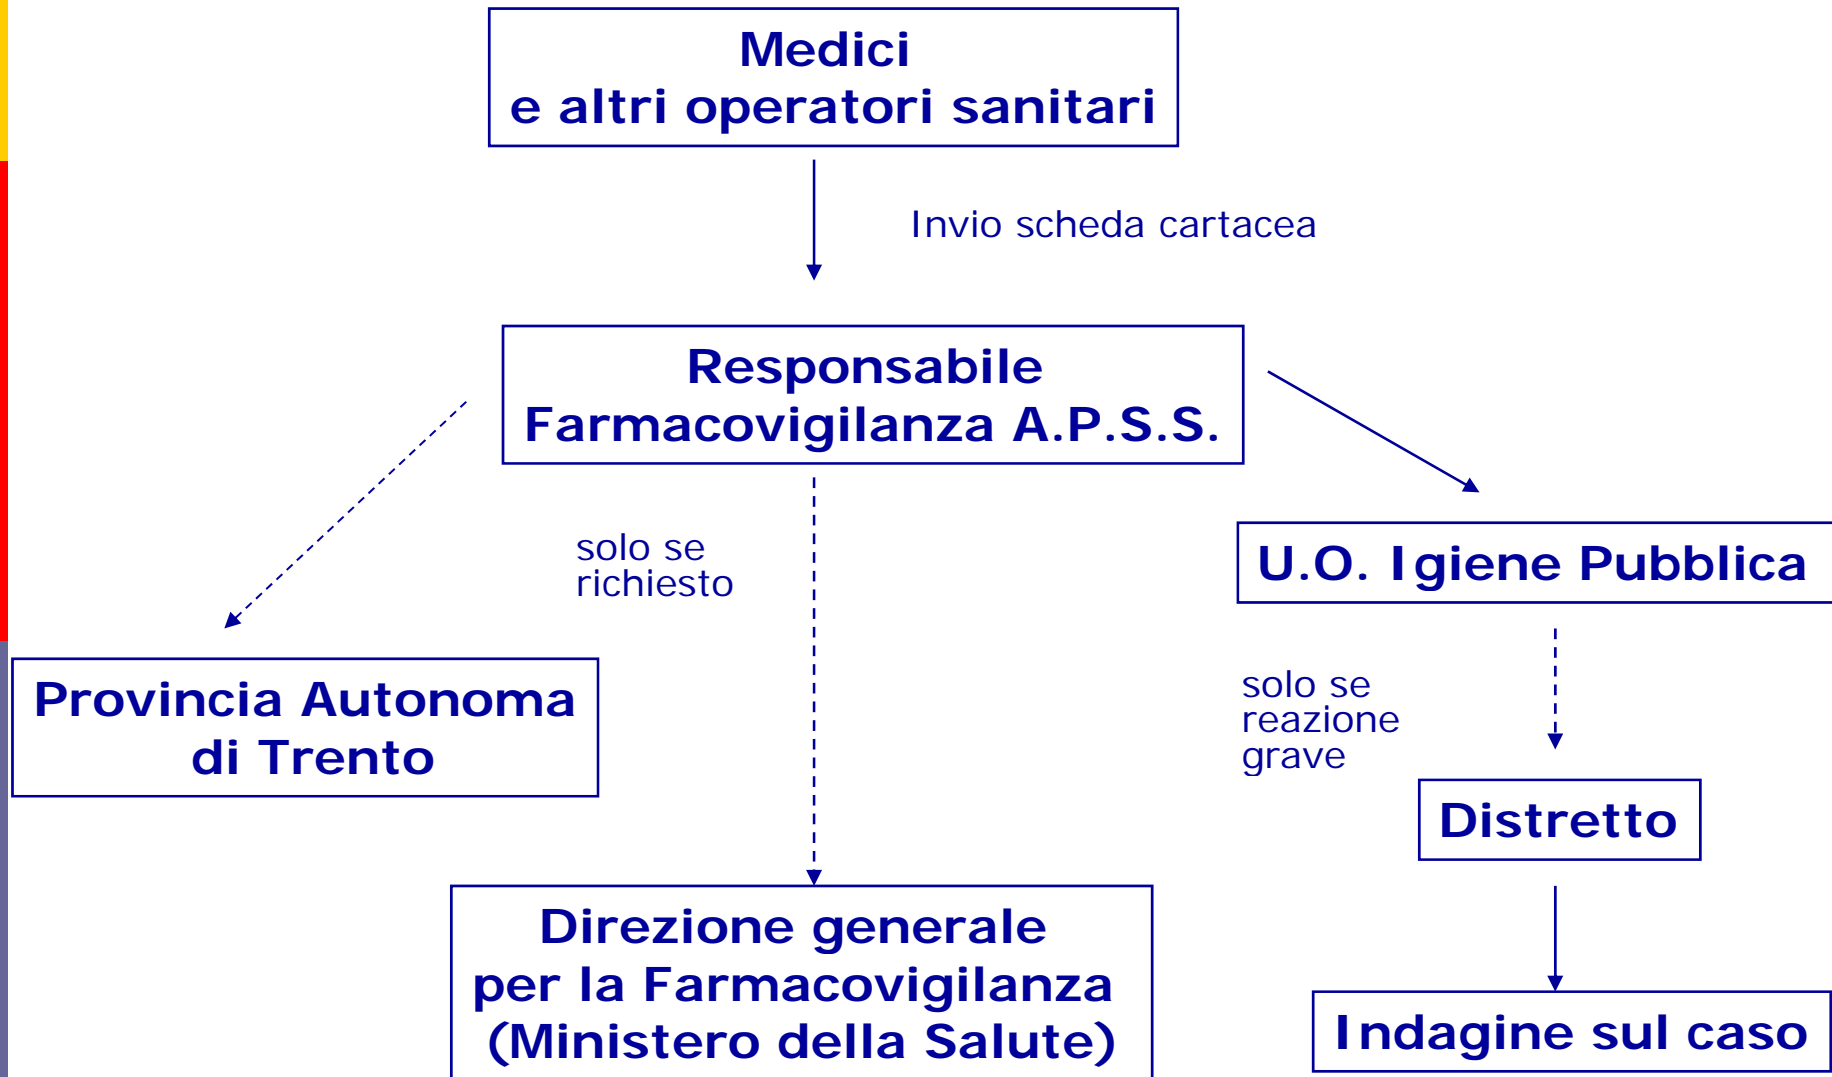 Medici
e altri operatori sanitari
Invio scheda cartacea
Responsabile
Farmacovigilanza A.P.S.S.
solo se
richiesto
U.O. Igiene Pubblica
Provincia Autonoma
di Trento
solo se
reazione
grave
Distretto
Direzione generale
per la Farmacovigilanza
(Ministero della Salute)
Indagine sul caso